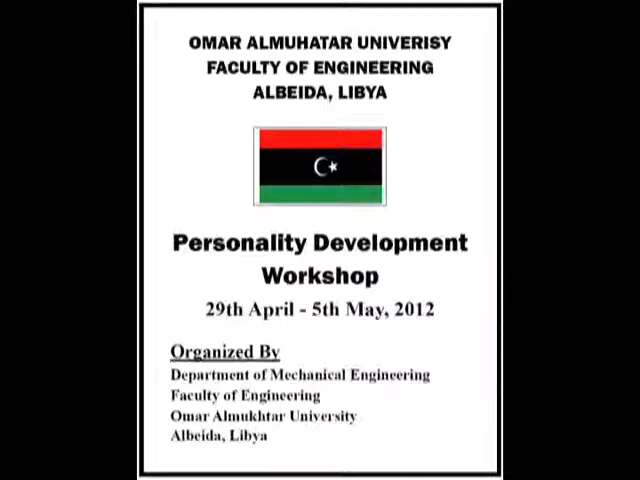 OMAR ALMUHATAR UNIVERISY
FACULTY OF ENGINEERING
ALBEIDA, LIBYA
Personality Development
Workshop
29th April - 5th May, 2012
Organized By
Department of Mechanical Engineering
Faculty of Engineering
Omar Almukhtar University
Albeida, Libya